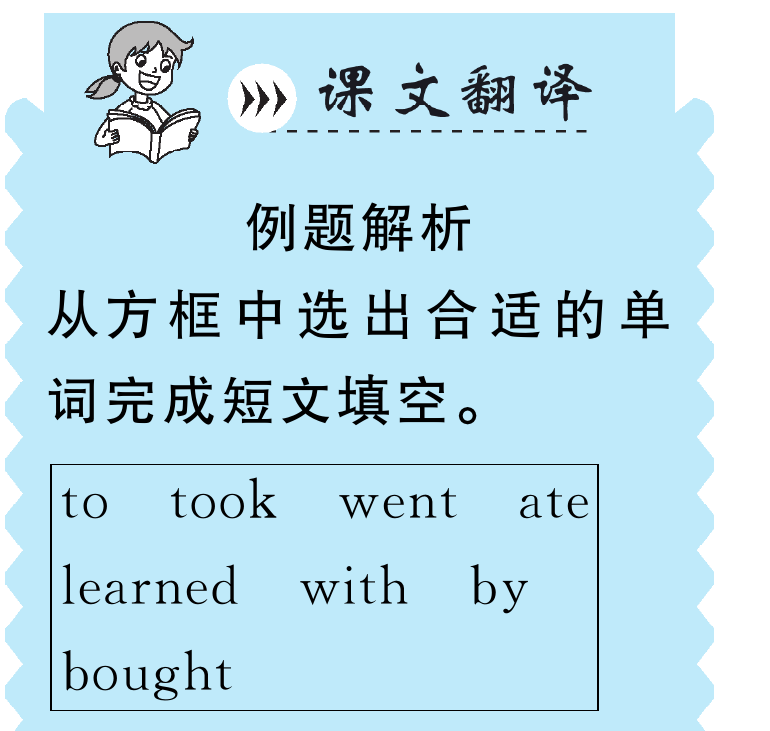 课文翻译
例题解析
从方框中选出合适的单
词完成短文填空。
to took went ate
learned with by
bought